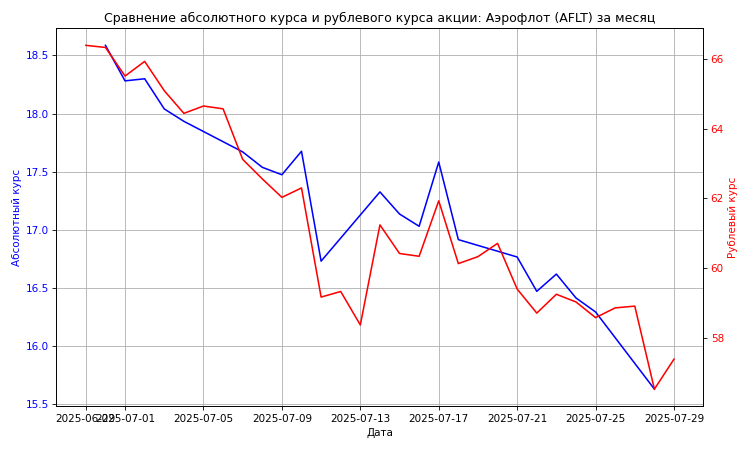 Сравнение абсолютного курса и рублевого курса акции: Аэрофлот (AFLT) за месяц
18.5
18.0
17.5
17.0
16.5
16.0
15.5
Абсолютный курс
66
64
62
60
58
Рублевый курс
2025-06-29 2025-07-01 2025-07-05 2025-07-09 2025-07-13 2025-07-17 2025-07-21 2025-07-25 2025-07-29
Дата